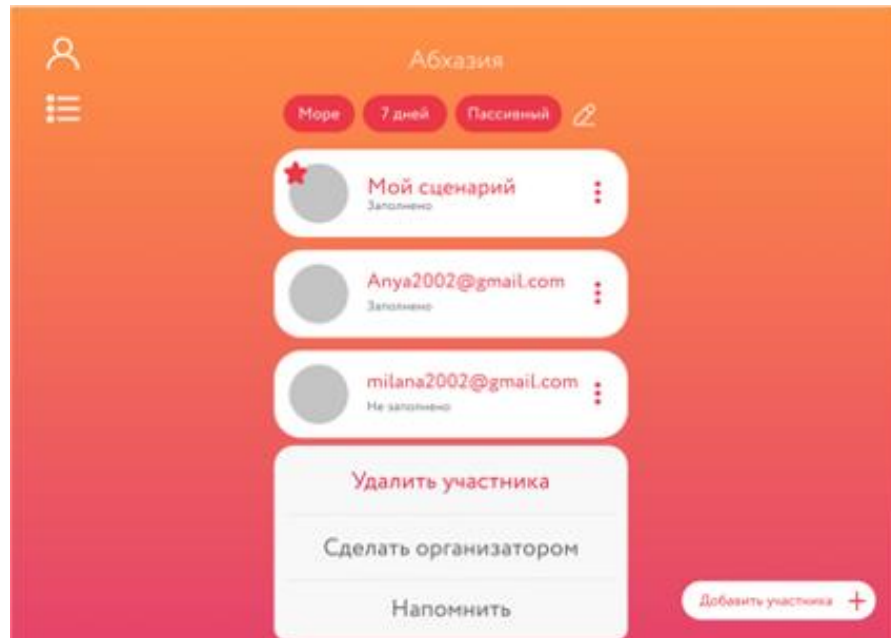 Абхазия
Море 7 дней Пассивный
Мой сценарий
Заполнено
Anya2002@gmail.com
Заполнено
milana2002@gmail.com
Не заполнено
Удалить участника
Сделать организатором
Напомнить
Добавить участника